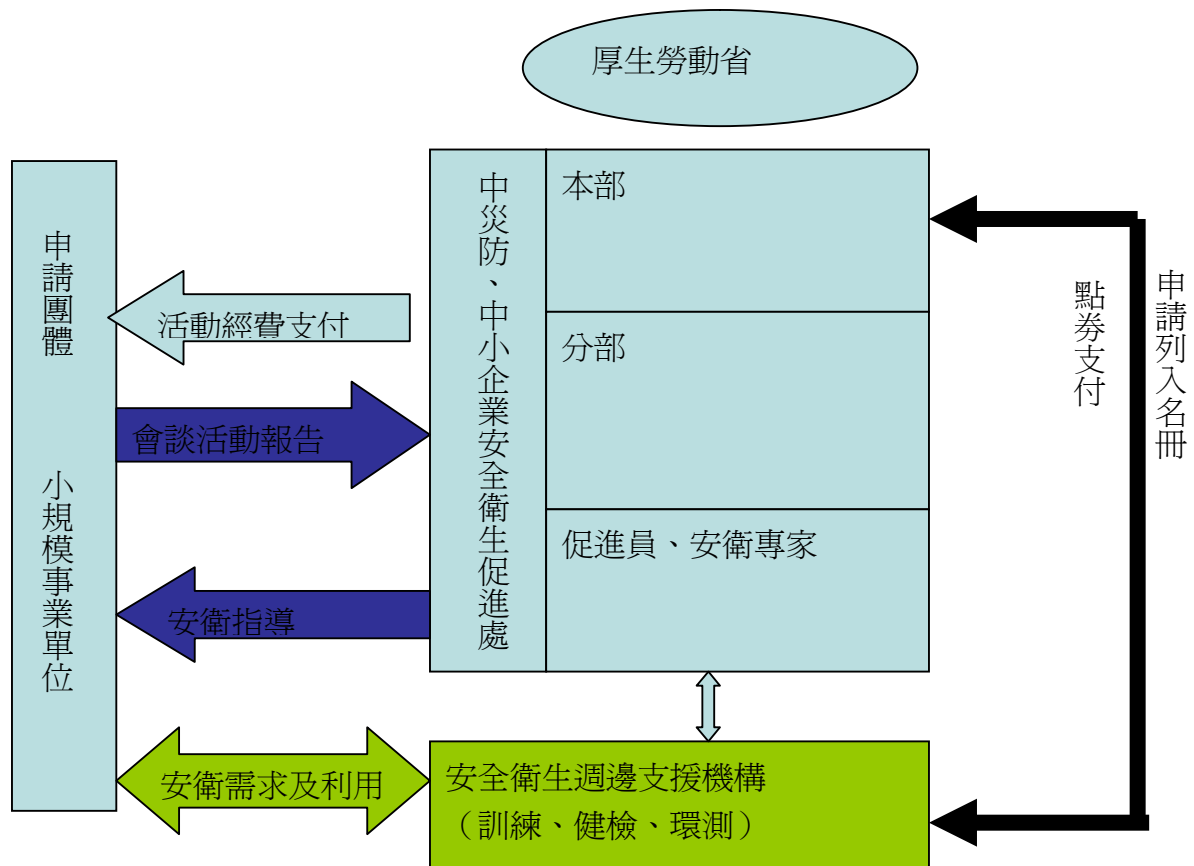 厚生勞動省
申請團體
小規模事業單位
活動經費支付
會談活動報告
安衛指導
安衛需求及利用
中災防、中小企業安全衛生促進處
本部
分部
促進員、安衛專家
安全衛生週邊支援機構
（訓練、健檢、環測）
點券支付
申請列入名冊